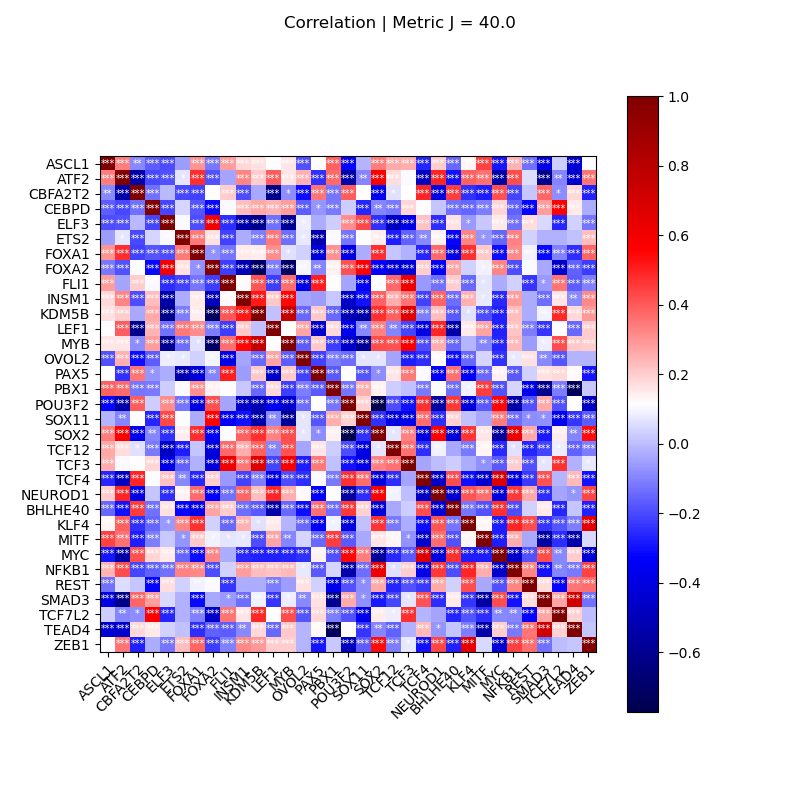 Correlation | Metric J = 40.0
ASCL1
ATF2
CBFA2T2
CEBPD
ELF3
ETS2
FOXA1
FOXA2
FLI1
INSM1
KDM5B
LEF1
MYB
OVOL2
PAX5
PBX1
POU3F2
SOX11
SOX2
TCF12
TCF3
TCF4
NEUROD1
BHLHE40
KLF4
MITF
MYC
NFKB1
REST
SMAD3
TCF7L2
TEAD4
ZEB1
ASCL1
ATF2
CBFA2T2
CEBPD
ELF3
ETS2
FOXA1
FOXA2
FLI1
INSM1
KDM5B
LEF1
MYB
OVOL2
PAX5
PBX1
POU3F2
SOX11
SOX2
TCF12
TCF3
TCF4
NEUROD1
BHLHE40
KLF4
MITF
MYC
NFKB1
REST
SMAD3
TCF7L2
TEAD4
ZEB1
1.0
0.8
0.6
0.4
0.2
0.0
−0.2
−0.4
−0.6